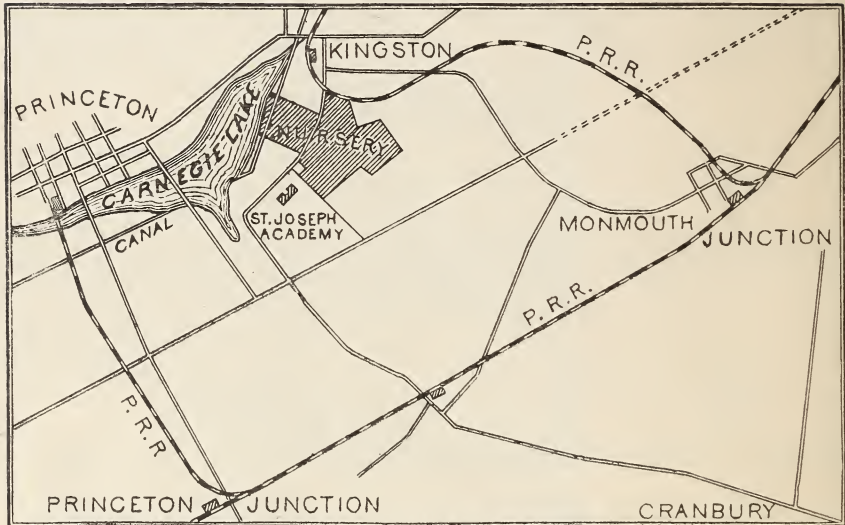 KINGSTON
P. R. R.
PRINCETON
CARNEGIE LAKE
NURSERY
ST. JOSEPH
ACADEMY
CANAL
MONMOUTH
JUNCTION
P. R. R.
P. R. R
PRINCETON JUNCTION
CRANBURY